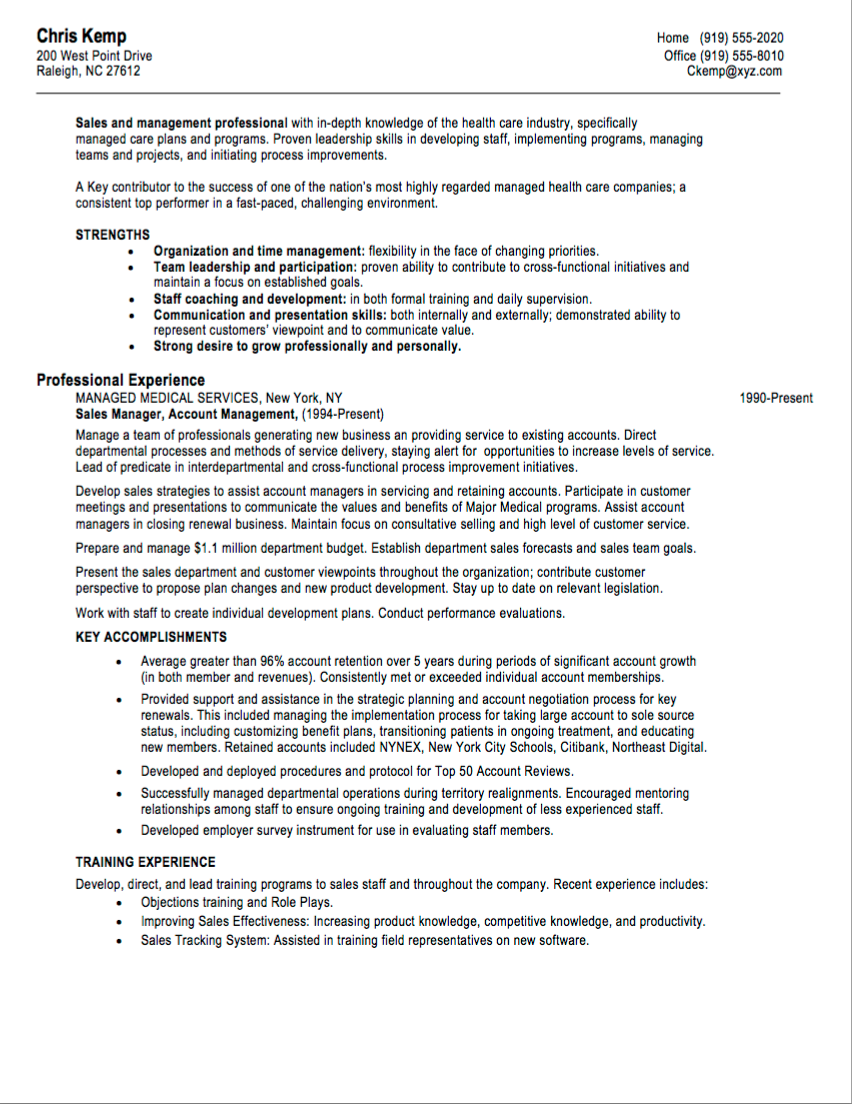 Chris Kemp
200 West Point Drive
Raleigh, NC 27612
Home (919) 555-2020
Office (919) 555-8010
Ckemp@xyz.com
Sales and management professional with in-depth knowledge of the health care industry, specifically
managed care plans and programs. Proven leadership skills in developing staff, implementing programs, managing
teams and projects, and initiating process improvements.
A Key contributor to the success of one of the nation's most highly regarded managed health care companies; a
consistent top performer in a fast-paced, challenging environment.
STRENGTHS
• Organization and time management: flexibility in the face of changing priorities.
• Team leadership and participation: proven ability to contribute to cross-functional initiatives and
maintain a focus on established goals.
• Staff coaching and development: in both formal training and daily supervision.
• Communication and presentation skills: both internally and externally; demonstrated ability to
represent customers' viewpoint and to communicate value.
• Strong desire to grow professionally and personally.
Professional Experience
MANAGED MEDICAL SERVICES, New York, NY 1990-Present
Sales Manager, Account Management, (1994-Present)
Manage a team of professionals generating new business an providing service to existing accounts. Direct
departmental processes and methods of service delivery, staying alert for opportunities to increase levels of service.
Lead of predicate in interdepartmental and cross-functional process improvement initiatives.
Develop sales strategies to assist account managers in servicing and retaining accounts. Participate in customer
meetings and presentations to communicate the values and benefits of Major Medical programs. Assist account
managers in closing renewal business. Maintain focus on consultative selling and high level of customer service.
Prepare and manage $1.1 million department budget. Establish department sales forecasts and sales team goals.
Present the sales department and customer viewpoints throughout the organization; contribute customer
perspective to propose plan changes and new product development. Stay up to date on relevant legislation.
Work with staff to create individual development plans. Conduct performance evaluations.
KEY ACCOMPLISHMENTS
• Average greater than 96% account retention over 5 years during periods of significant account growth
(in both member and revenues). Consistently met or exceeded individual account memberships.
• Provided support and assistance in the strategic planning and account negotiation process for key
renewals. This included managing the implementation process for taking large account to sole source
status, including customizing benefit plans, transitioning patients in ongoing treatment, and educating
new members. Retained accounts included NYNEX, New York City Schools, Citibank, Northeast Digital.
• Developed and deployed procedures and protocol for Top 50 Account Reviews.
• Successfully managed departmental operations during territory realignments. Encouraged mentoring
relationships among staff to ensure ongoing training and development of less experienced staff.
• Developed employer survey instrument for use in evaluating staff members.
TRAINING EXPERIENCE
Develop, direct, and lead training programs to sales staff and throughout the company. Recent experience includes:
• Objections training and Role Plays.
• Improving Sales Effectiveness: Increasing product knowledge, competitive knowledge, and productivity.
• Sales Tracking System: Assisted in training field representatives on new software.